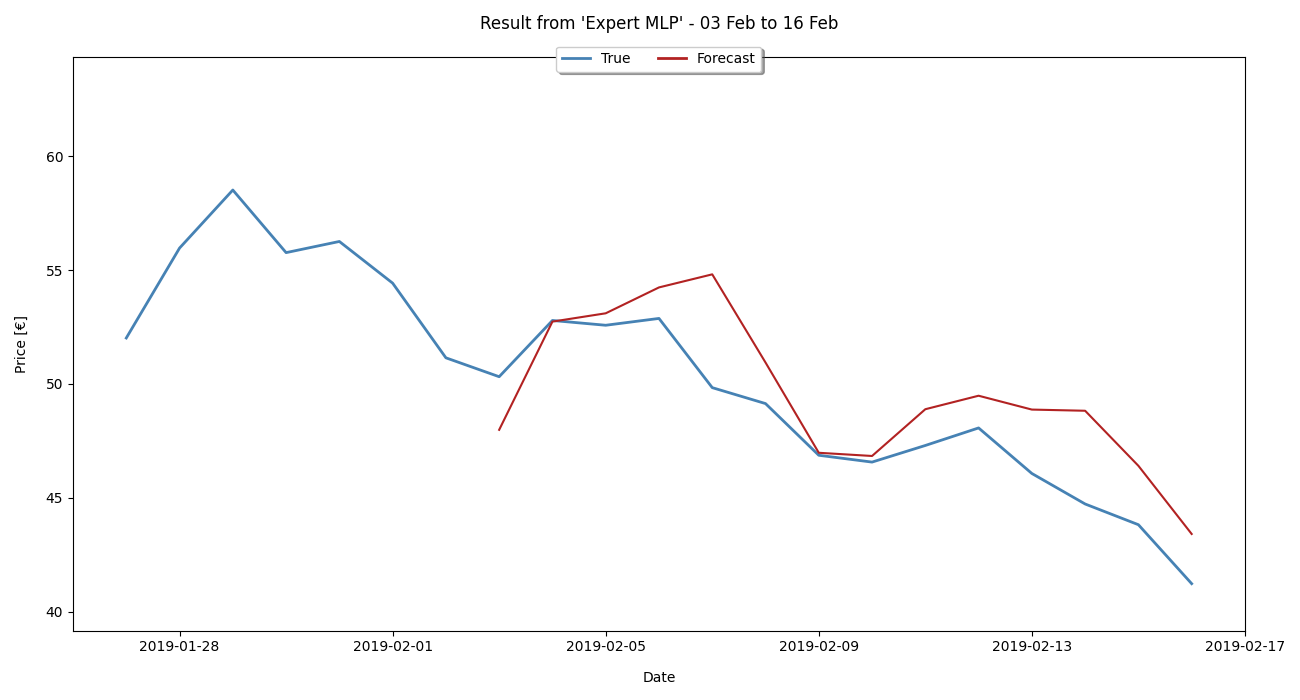 Result from 'Expert MLP' - 03 Feb to 16 Feb
True Forecast
60
55
50
45
40
Price [€]
2019-01-28 2019-02-01 2019-02-05 2019-02-09 2019-02-13 2019-02-17
Date